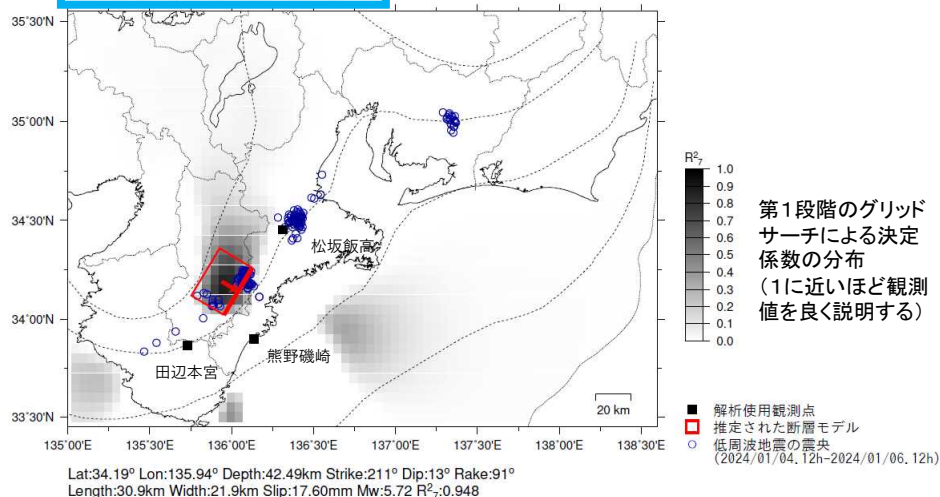 35°30'N
35°00'N
34°30'N
34°00'N
33°30'N
135°00'E
135°30'E
136°00'E
136°30'E
137°00'E
137°30'E
138°00'E
138°30'E
松坂飯高
熊野磯崎
田辺本宮
20 km
R²₇
1.0
0.9
0.8
0.7
0.6
0.5
0.4
0.3
0.2
0.1
0.0
第1段階のグリッド
サーチによる決定
係数の分布
(1に近いほど観測
値を良く説明する)
解析使用観測点
推定された断層モデル
低周波地震の震央
(2024/01/04.12h-2024/01/06.12h)
Lat:34.19° Lon:135.94° Depth:42.49km Strike:211° Dip:13° Rake:91°
Length:30.9km Width:21.9km Slip:17.60mm Mw:5.72 R²₇:0.948